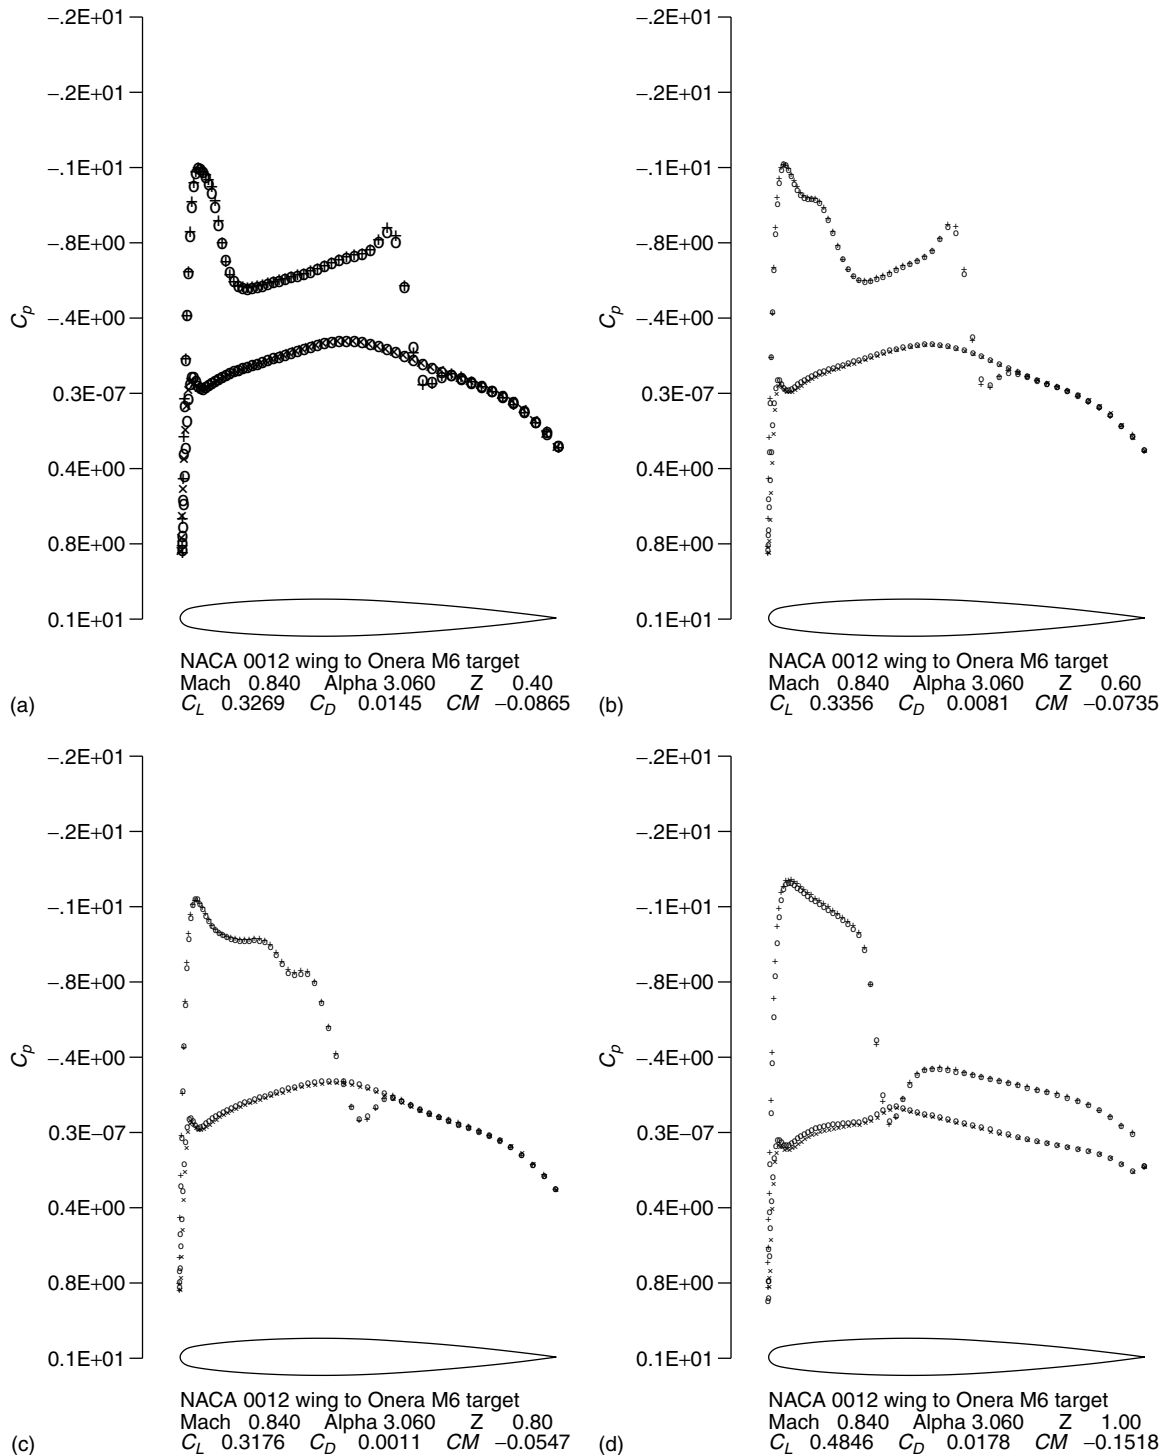 −.2E+01
−.2E+01
−.1E+01
−.8E+00
−.4E+00
0.3E-07
0.4E+00
0.8E+00
0.1E+01
Cp
NACA 0012 wing to Onera M6 target
Mach 0.840 Alpha 3.060 Z 0.40
(a) CL 0.3269 CD 0.0145 CM −0.0865
−.2E+01
−.2E+01
−.1E+01
−.8E+00
−.4E+00
0.3E-07
0.4E+00
0.8E+00
0.1E+01
Cp
NACA 0012 wing to Onera M6 target
Mach 0.840 Alpha 3.060 Z 0.60
(b) CL 0.3356 CD 0.0081 CM −0.0735
−.2E+01
−.2E+01
−.1E+01
−.8E+00
−.4E+00
0.3E−07
0.4E+00
0.8E+00
0.1E+01
Cp
NACA 0012 wing to Onera M6 target
Mach 0.840 Alpha 3.060 Z 0.80
(c) CL 0.3176 CD 0.0011 CM −0.0547
−.2E+01
−.2E+01
−.1E+01
−.8E+00
−.4E+00
0.3E−07
0.4E+00
0.8E+00
0.1E+01
Cp
NACA 0012 wing to Onera M6 target
Mach 0.840 Alpha 3.060 Z 1.00
(d) CL 0.4846 CD 0.0178 CM −0.1518